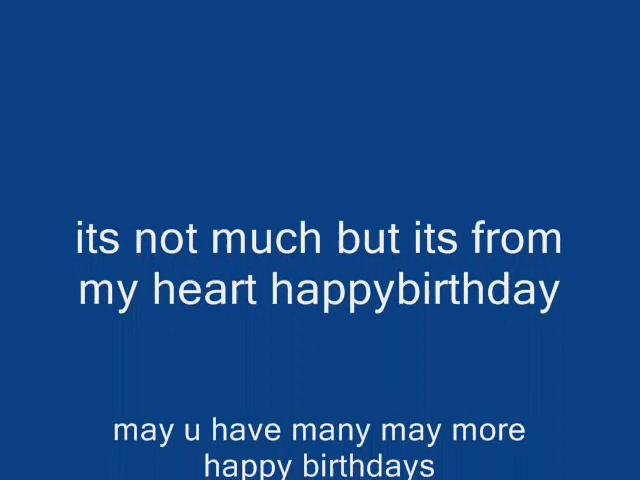 its not much but its from
my heart happybirthday
may u have many may more
happy birthdays